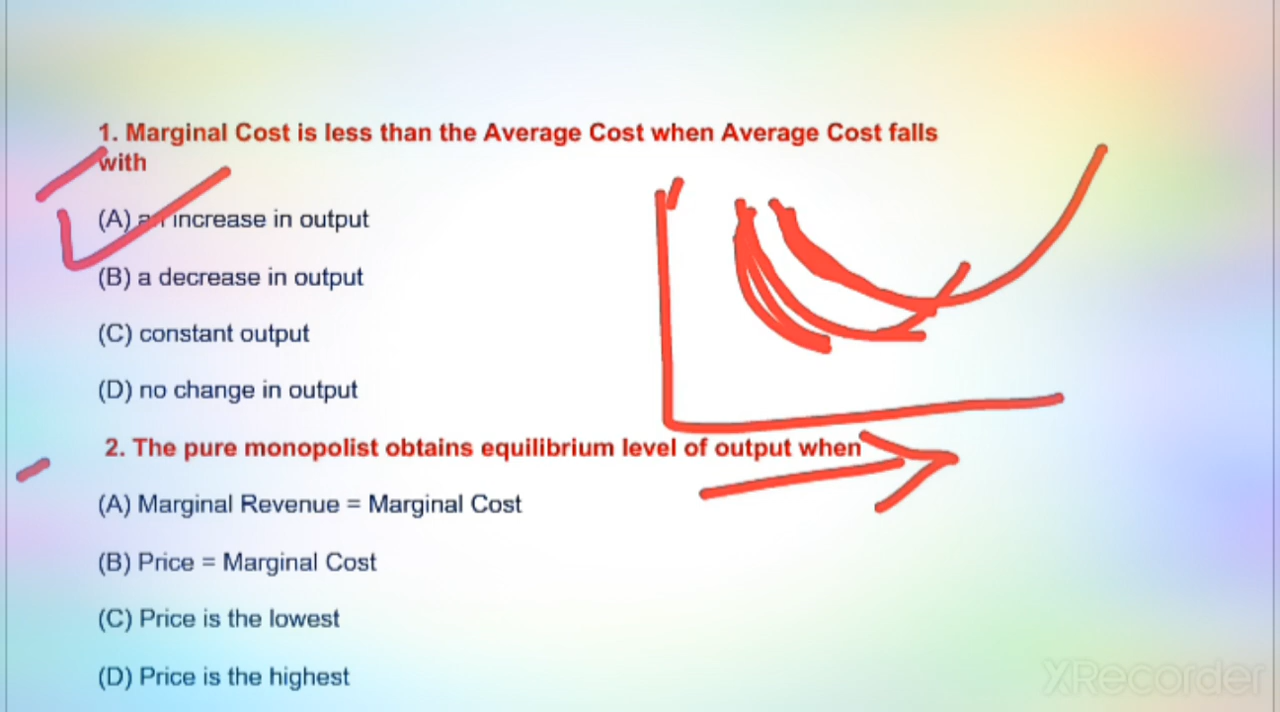 1. Marginal Cost is less than the Average Cost when Average Cost falls
with
(A) an increase in output
(B) a decrease in output
(C) constant output
(D) no change in output
2. The pure monopolist obtains equilibrium level of output when
(A) Marginal Revenue = Marginal Cost
(B) Price = Marginal Cost
(C) Price is the lowest
(D) Price is the highest
XRecorder